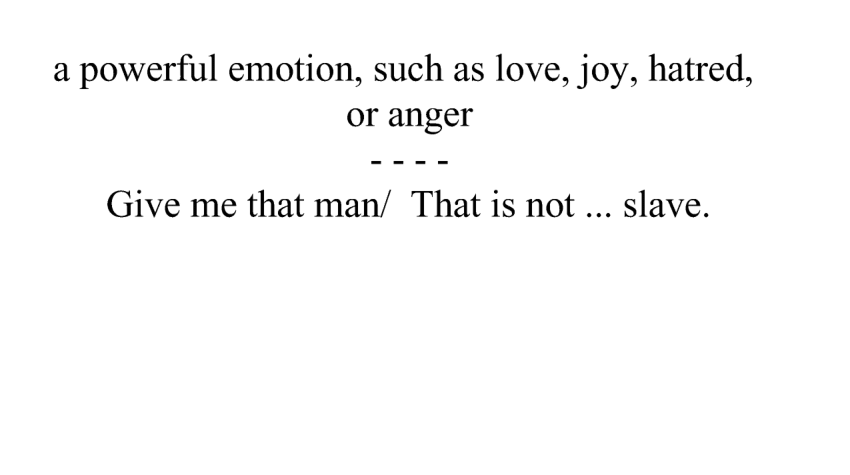 a powerful emotion, such as love, joy, hatred,
or anger
- - - -
Give me that man/  That is not ... slave.